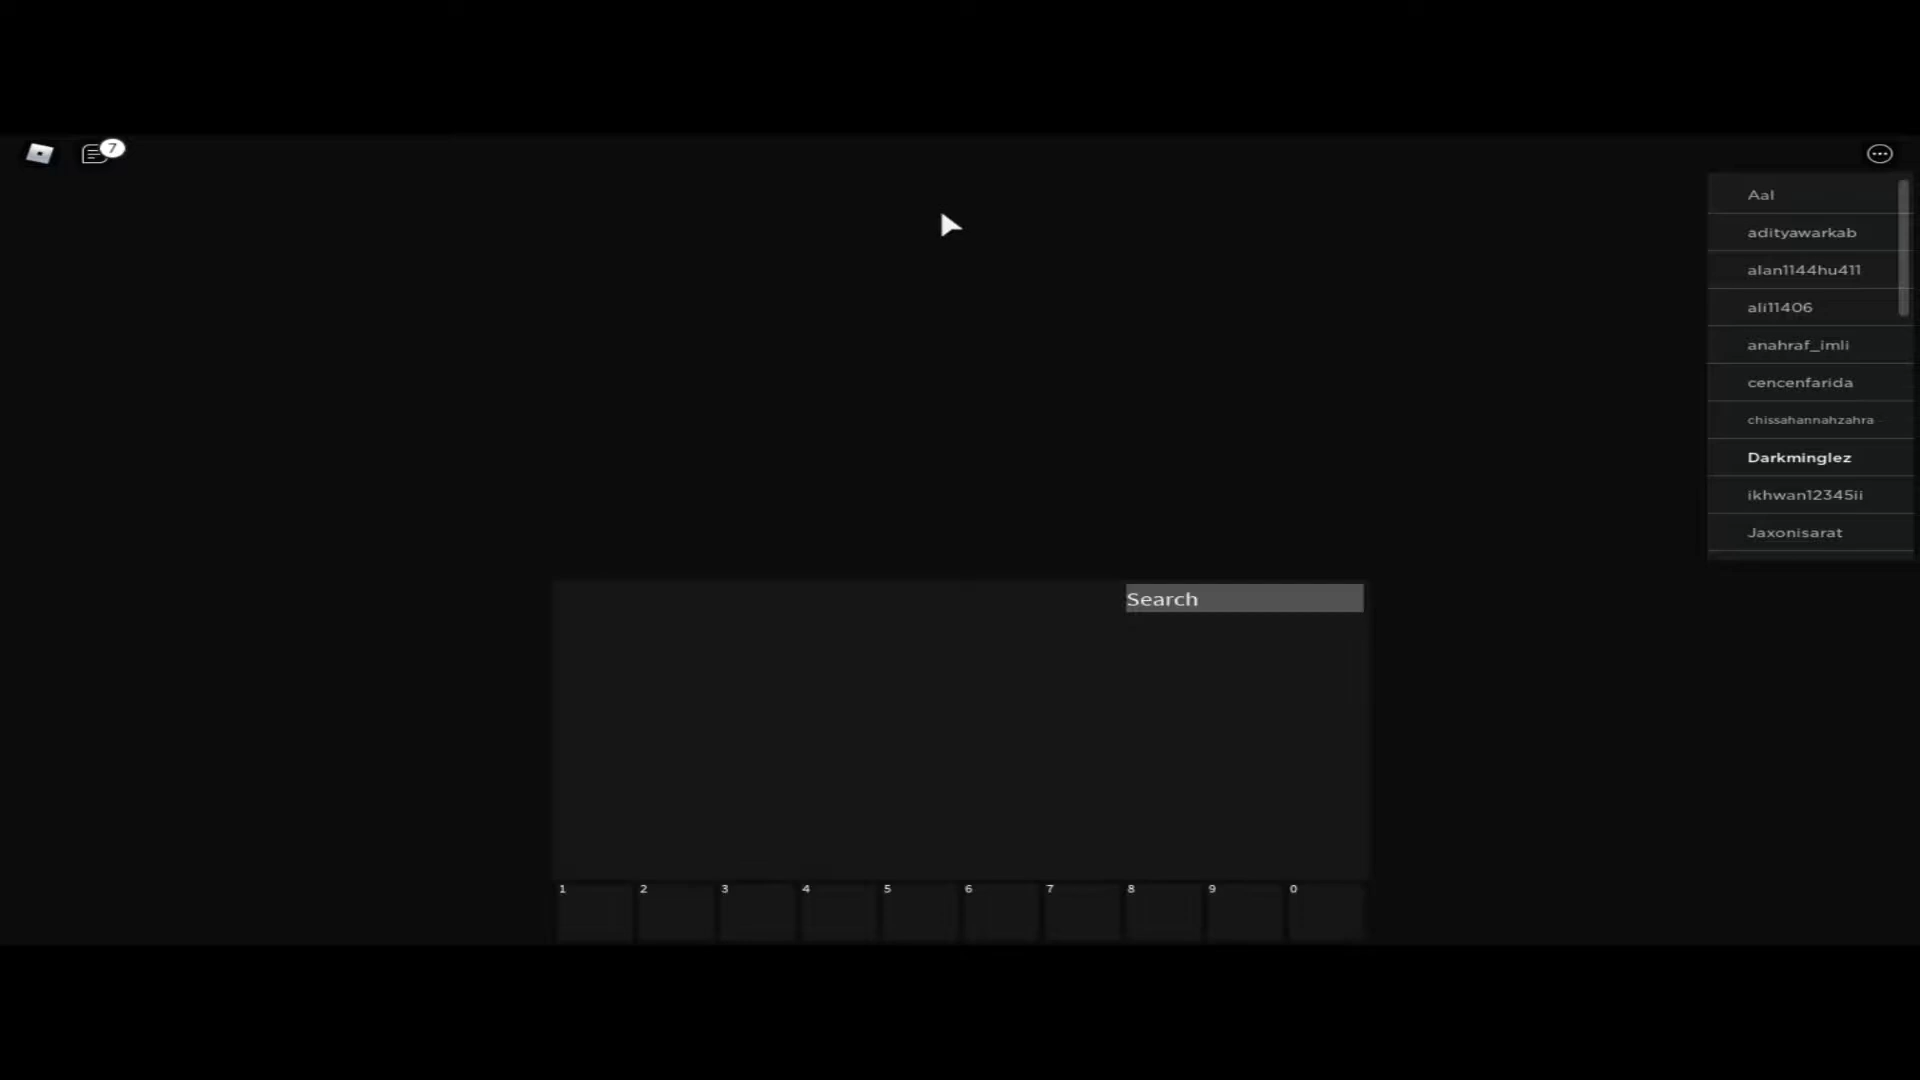 7
Aal
adityawarkab
alan1144hu411
ali11406
anahraf_imli
cencenfarida
chissahannahzahra
Darkminglez
ikhwan12345ii
Jaxonisarat
Search
1 2 3 4 5 6 7 8 9 0